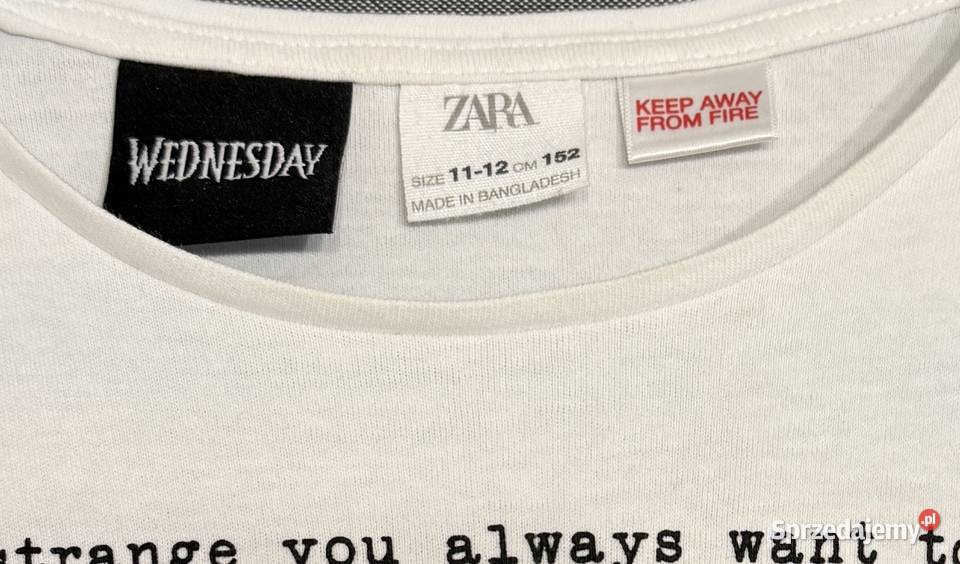 WEDNESDAY
ZARA
SIZE 11-12 CM 152
MADE IN BANGLADESH
KEEP AWAY
FROM FIRE
strange you always want to
Sprzedajemy.pl